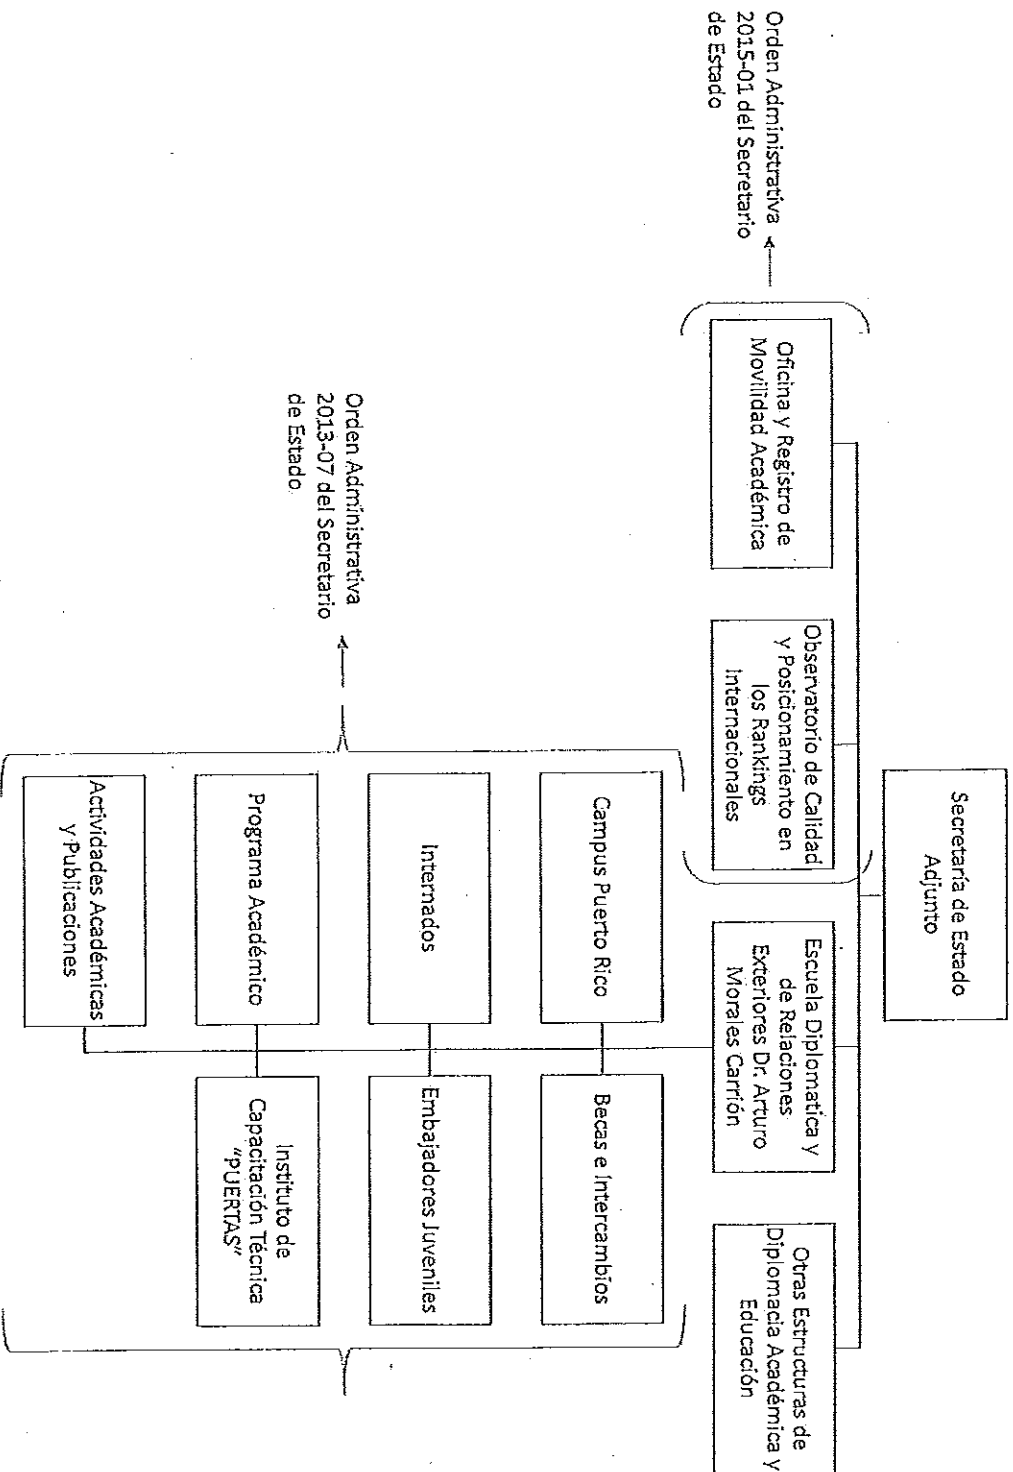 Secretaría de Estado
Adjunto
Oficina y Registro de
Movilidad Académica
Observatorio de Calidad
y Posicionamiento en
los Rankings
Internacionales
Escuela Diplomatica y
de Relaciones
Exteriores Dr. Arturo
Morales Carrión
Otras Estructuras de
Diplomacia Académica y
Educación
Orden Administrativa
2015-01 del Secretario
de Estado
Campus Puerto Rico
Becas e Intercambios
Internados
Embajadores Juveniles
Programa Académico
Instituto de
Capacitación Técnica
"PUERTAS"
Actividades Académicas
y Publicaciones
Orden Administrativa
2013-07 del Secretario
de Estado